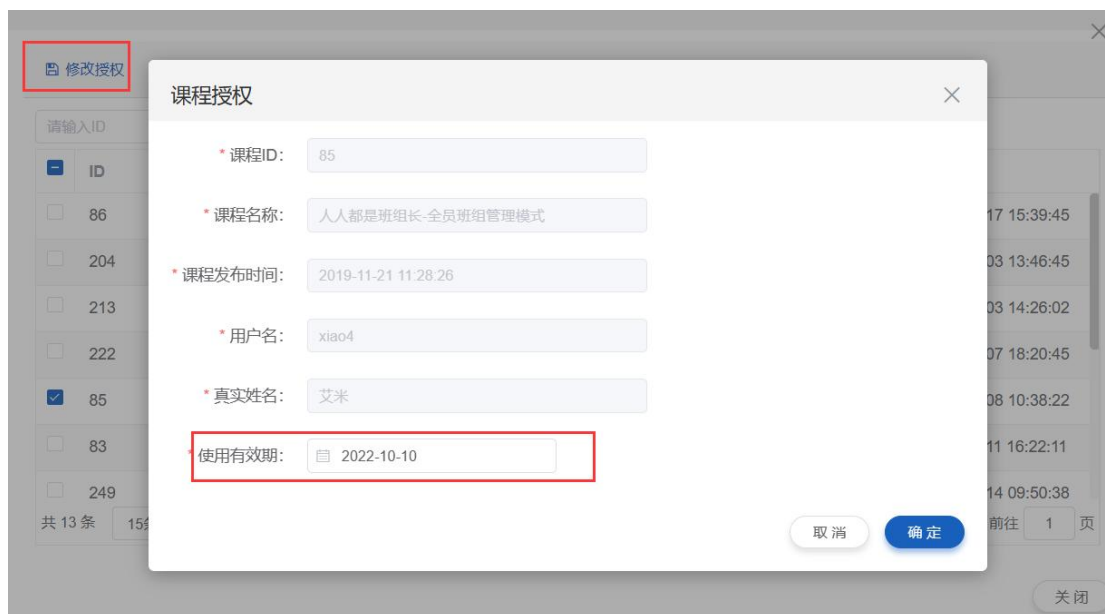 修改授权
课程授权
请输入ID
* 课程ID： 85
ID
86
* 课程名称： 人人都是班组长-全员班组管理模式
17 15:39:45
204
* 课程发布时间： 2019-11-21 11:28:26
03 13:46:45
213
03 14:26:02
* 用户名： xiao4
222
07 18:20:45
85
* 真实姓名： 艾米
08 10:38:22
83
* 使用有效期： 2022-10-10
11 16:22:11
249
14 09:50:38
共 13 条
取消
确定
前往 1 页
关闭